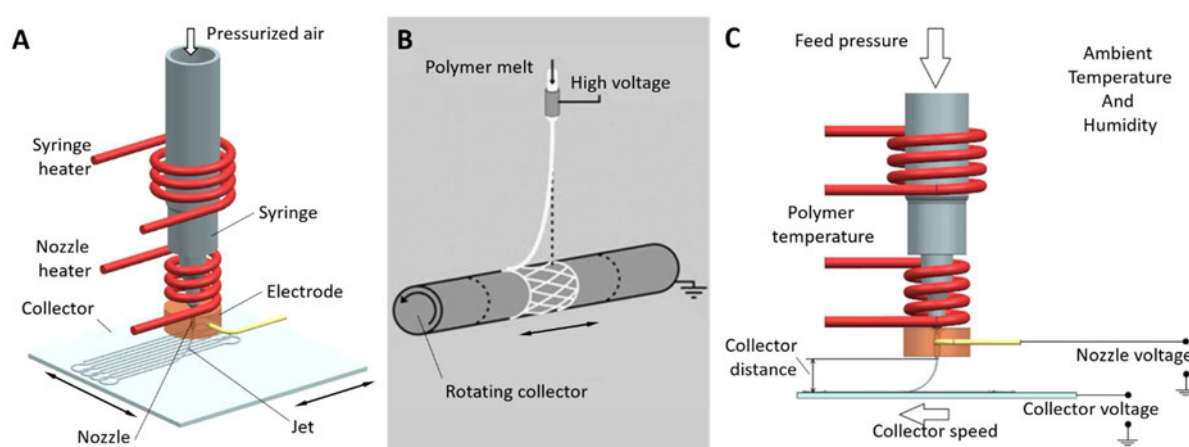 A
Pressurized air
Syringe
heater
Syringe
Nozzle
heater
Electrode
Collector
Nozzle
Jet
B
Polymer melt
High voltage
Rotating collector
C
Feed pressure
Ambient
Temperature
And
Humidity
Polymer
temperature
Collector
distance
Nozzle voltage
Collector voltage
Collector speed